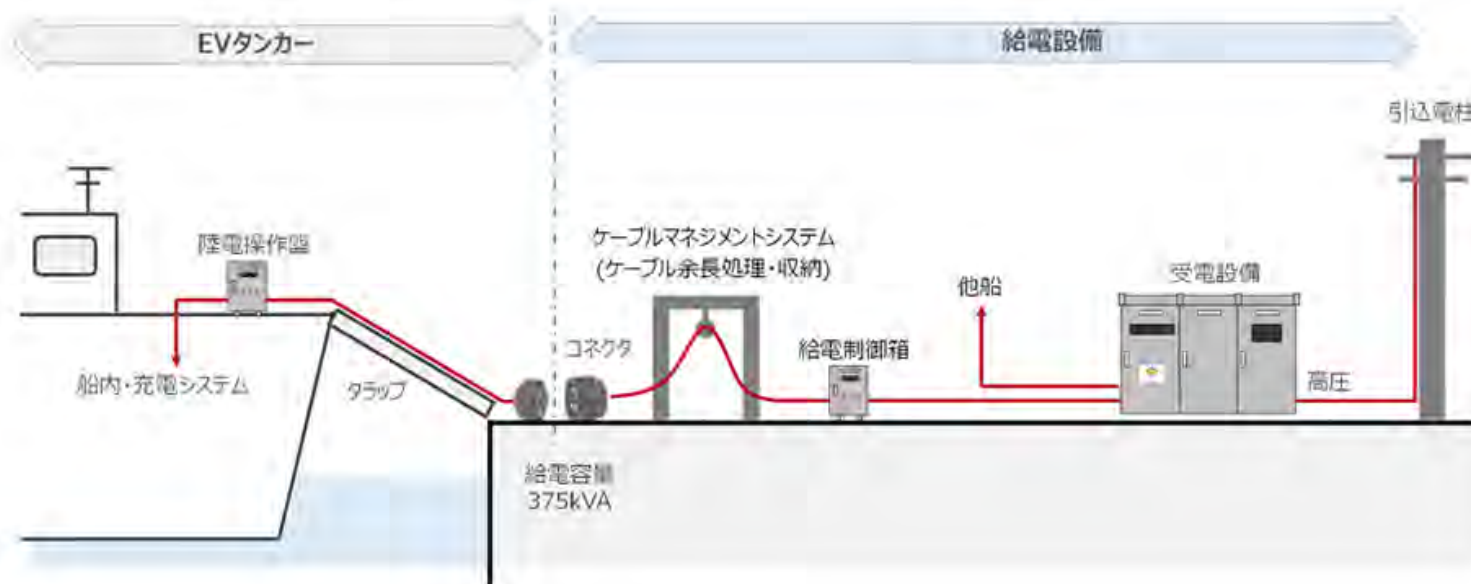 EVタンカー
給電設備
引込電柱
陸電操作盤
ケーブルマネジメントシステム
(ケーブル余長処理・収納)
他船
受電設備
コネクタ
給電制御箱
船内・充電システム
タラップ
高圧
給電容量
375kVA